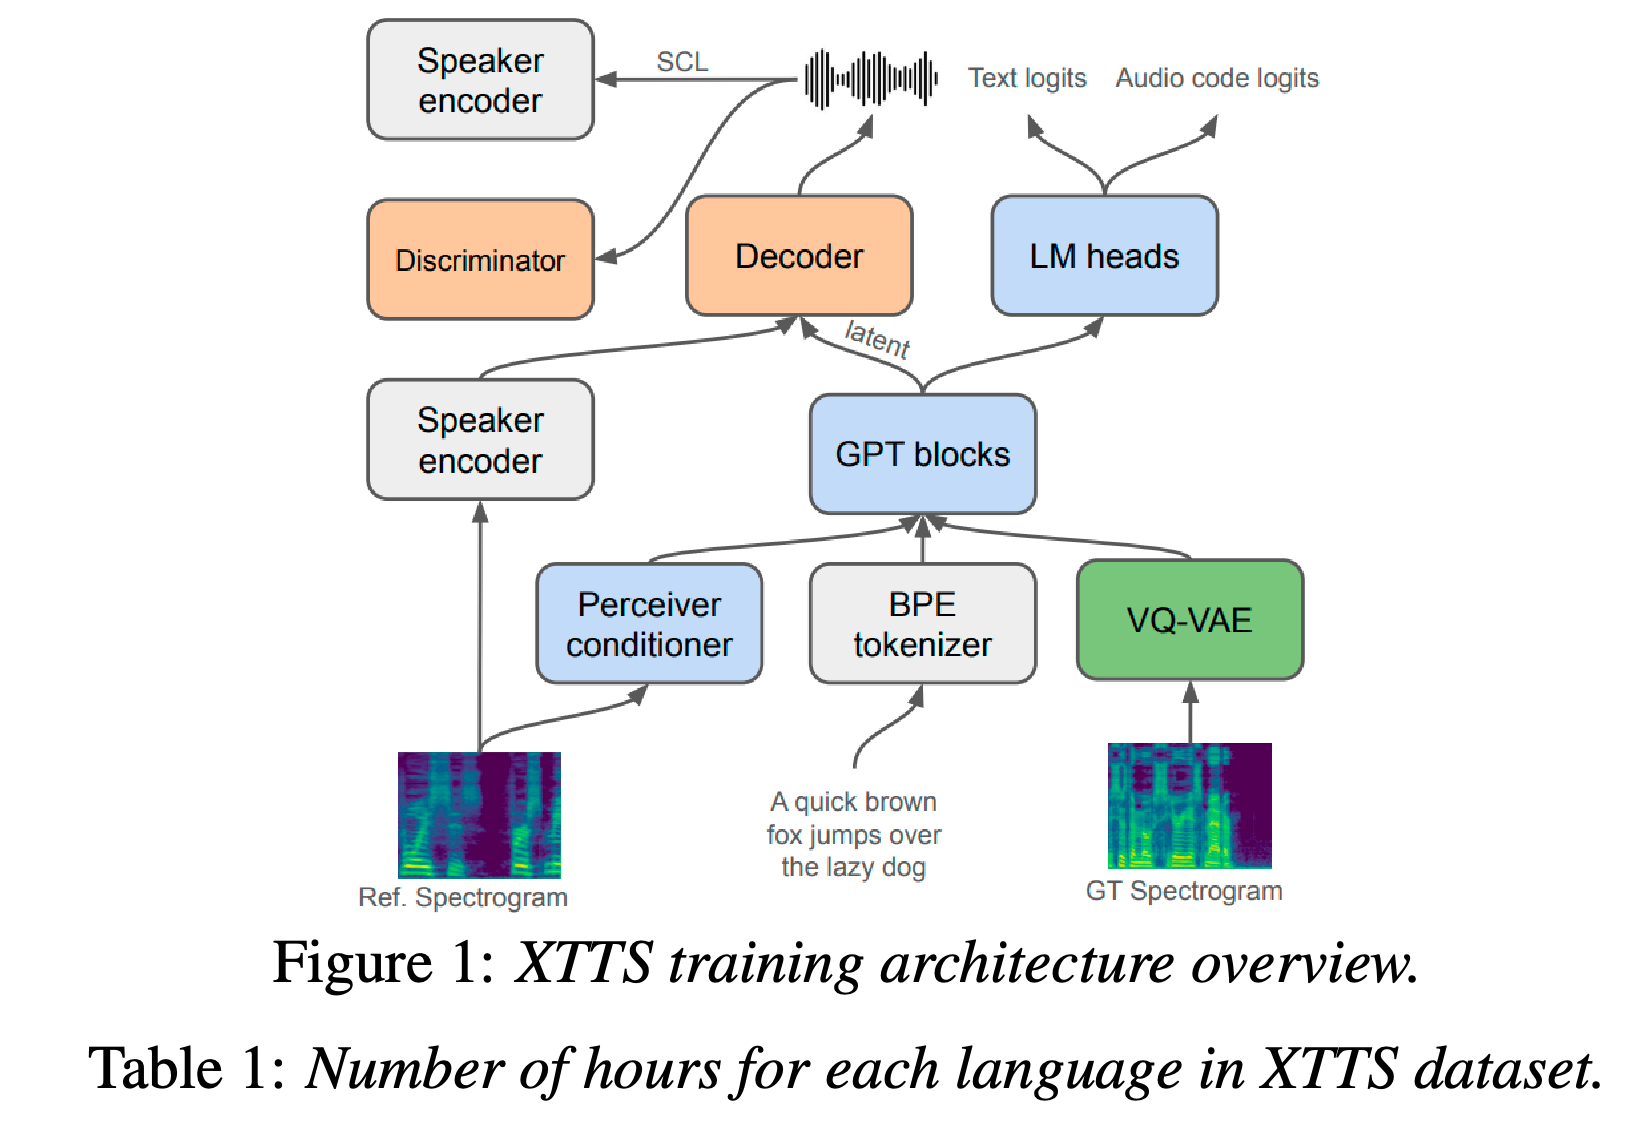 Speaker
encoder
SCL
Text logits
Audio code logits
Discriminator
Decoder
LM heads
latent
Speaker
encoder
GPT blocks
Perceiver
conditioner
BPE
tokenizer
VQ-VAE
A quick brown
fox jumps over
the lazy dog
Ref. Spectrogram
GT Spectrogram
Figure 1: XTTS training architecture overview.
Table 1: Number of hours for each language in XTTS dataset.